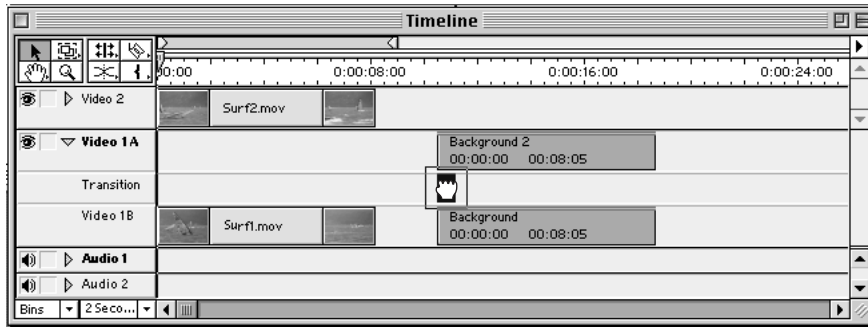 Timeline
00:00
0:00:08:00
0:00:16:00
0:00:24:00
Video 2
Surf2.mov
Video 1A
Background 2
00:00:00 00:08:05
Transition
Video 1B
Surf1.mov
Background
00:00:00 00:08:05
Audio 1
Audio 2
Bins
2 Seco...